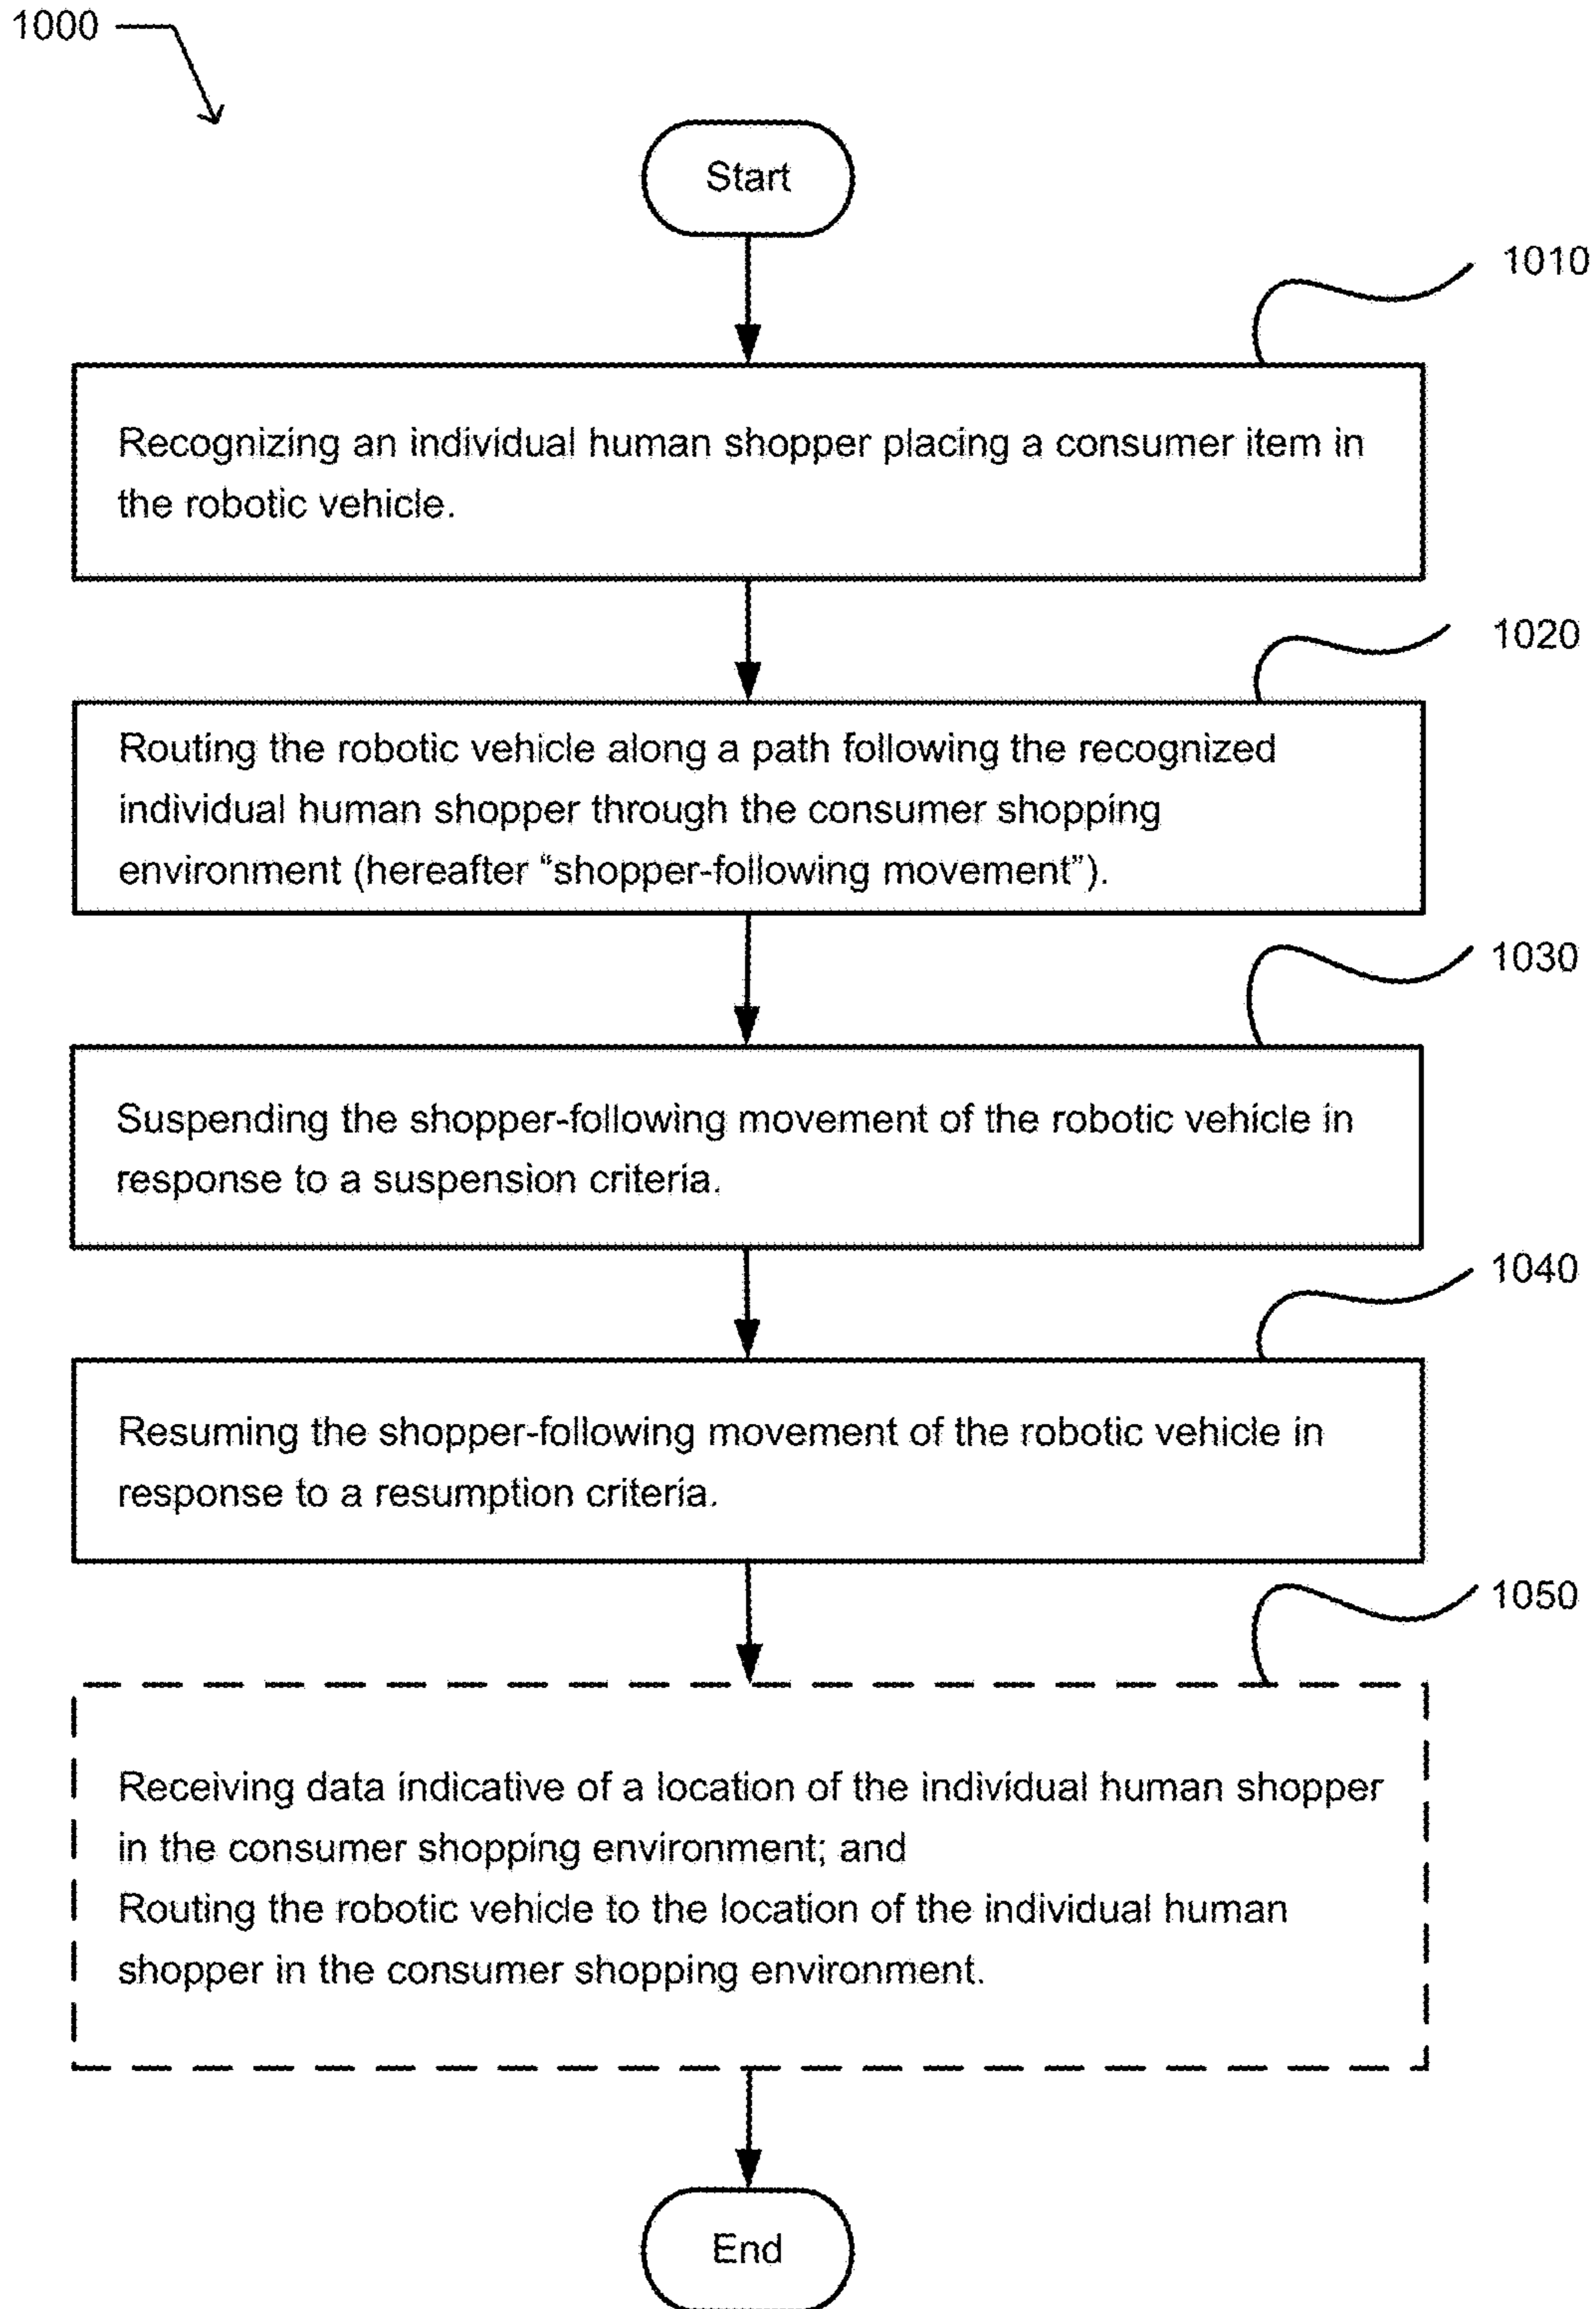 1000
Start
1010
Recognizing an individual human shopper placing a consumer item in
the robotic vehicle.
1020
Routing the robotic vehicle along a path following the recognized
individual human shopper through the consumer shopping
environment (hereafter “shopper-following movement”).
1030
Suspending the shopper-following movement of the robotic vehicle in
response to a suspension criteria.
1040
Resuming the shopper-following movement of the robotic vehicle in
response to a resumption criteria.
1050
Receiving data indicative of a location of the individual human shopper
in the consumer shopping environment; and
Routing the robotic vehicle to the location of the individual human
shopper in the consumer shopping environment.
End